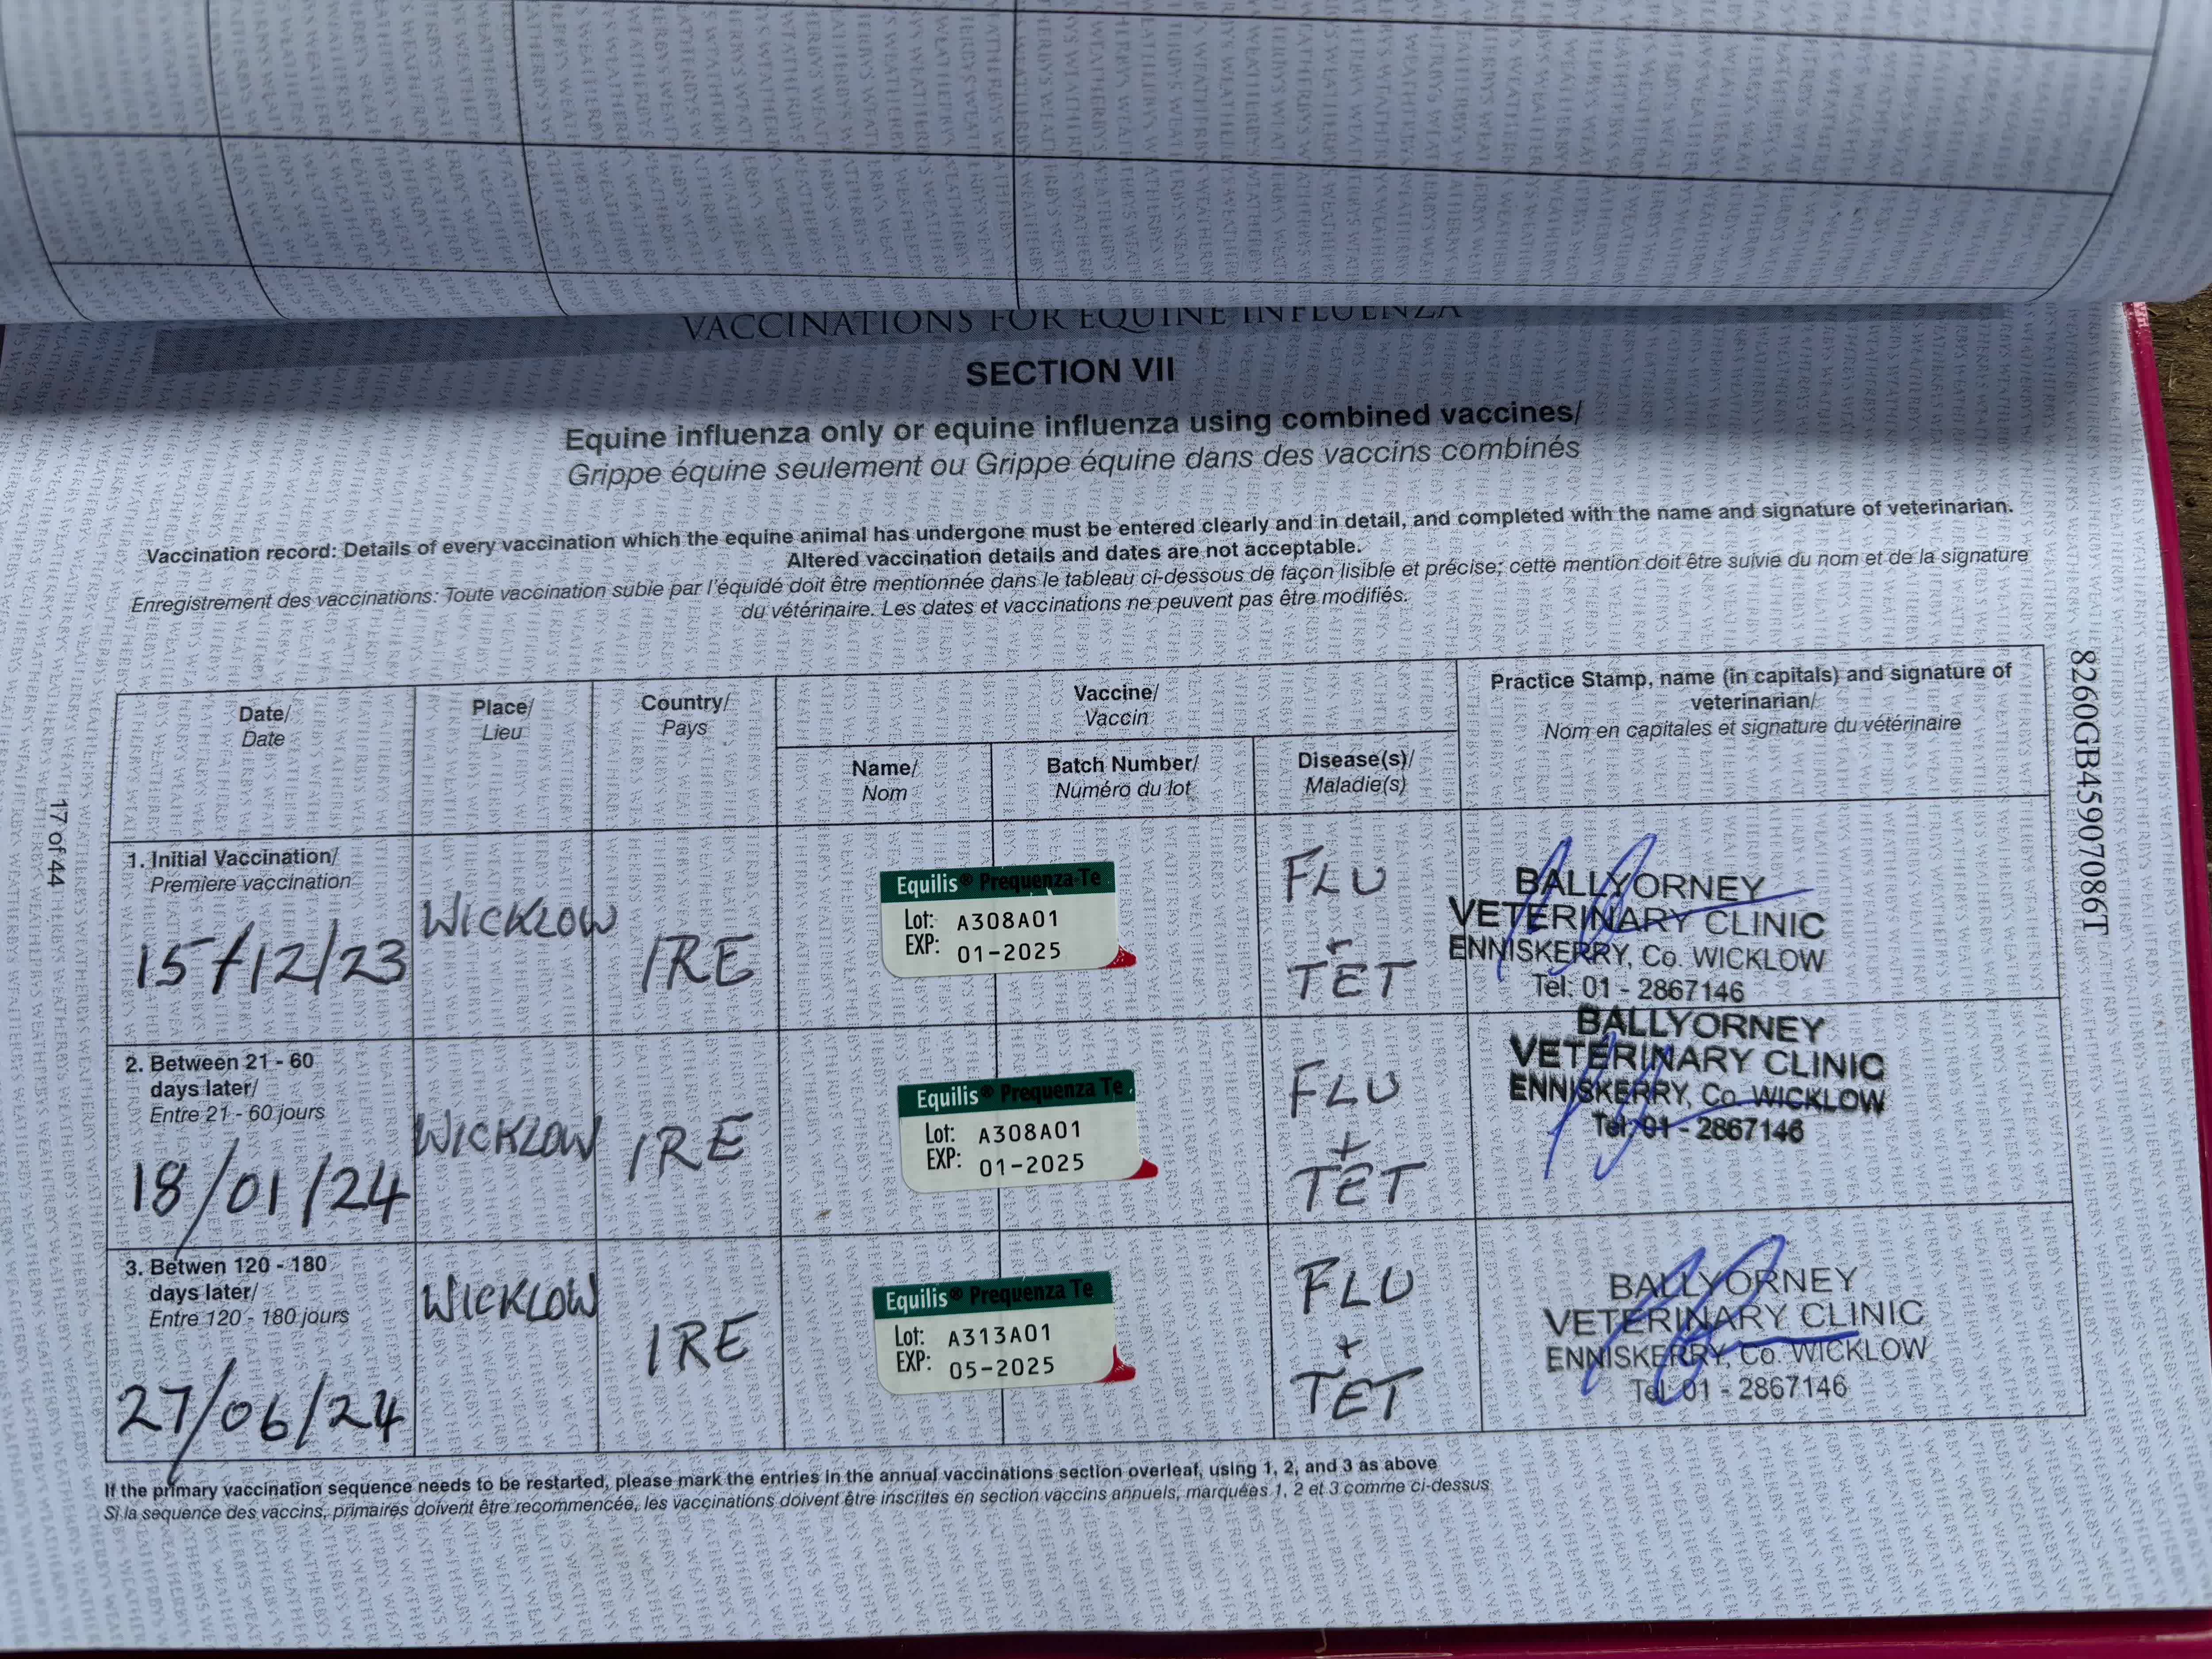 VACCINATIONS FOR EQUINE INFLUENZA
SECTION VII
Equine influenza only or equine influenza using combined vaccines/
Grippe équine seulement ou Grippe équine dans des vaccins combinés
Vaccination record: Details of every vaccination which the equine animal has undergone must be entered clearly and in detail, and completed with the name and signature of veterinarian.
Altered vaccination details and dates are not acceptable.
Enregistrement des vaccinations: Toute vaccination subie par l'équidé doit être mentionnée dans le tableau ci-dessous de façon lisible et précise; cette mention doit être suivie du nom et de la signature
du vétérinaire. Les dates et vaccinations ne peuvent pas être modifiés.
Date/
Date
Place/
Lieu
Country/
Pays
Vaccine/
Vaccin
Name/
Nom
Batch Number/
Numéro du lot
Disease(s)/
Maladie(s)
Practice Stamp, name (in capitals) and signature of
veterinarian/
Nom en capitales et signature du vétérinaire
1. Initial Vaccination/
Premiere vaccination
15/12/23
WICKLOW
IRE
Equilis® Prequenza Te
Lot: A308A01
EXP: 01-2025
FLU
+
TET
BALLYORNEY
VETERINARY CLINIC
ENNISKERRY, Co. WICKLOW
Tel: 01 - 2867146
2. Between 21 - 60
days later/
Entre 21 - 60 jours
18/01/24
WICKLOW
IRE
Equilis® Prequenza Te
Lot: A308A01
EXP: 01-2025
FLU
+
TET
BALLYORNEY
VETERINARY CLINIC
ENNISKERRY, Co. WICKLOW
Tel: 01 - 2867146
3. Betwen 120 - 180
days later/
Entre 120 - 180 jours
27/06/24
WICKLOW
IRE
Equilis® Prequenza Te
Lot: A313A01
EXP: 05-2025
FLU
+
TET
BALLYORNEY
VETERINARY CLINIC
ENNISKERRY, Co. WICKLOW
Tel: 01 - 2867146
If the primary vaccination sequence needs to be restarted, please mark the entries in the annual vaccinations section overleaf, using 1, 2, and 3 as above
Si la sequence des vaccins, primaires doivent être recommencée, les vaccinations doivent être inscrites en section vaccins annuels, marquées 1, 2 et 3 comme ci-dessus
17 of 44
8260GB45907086T